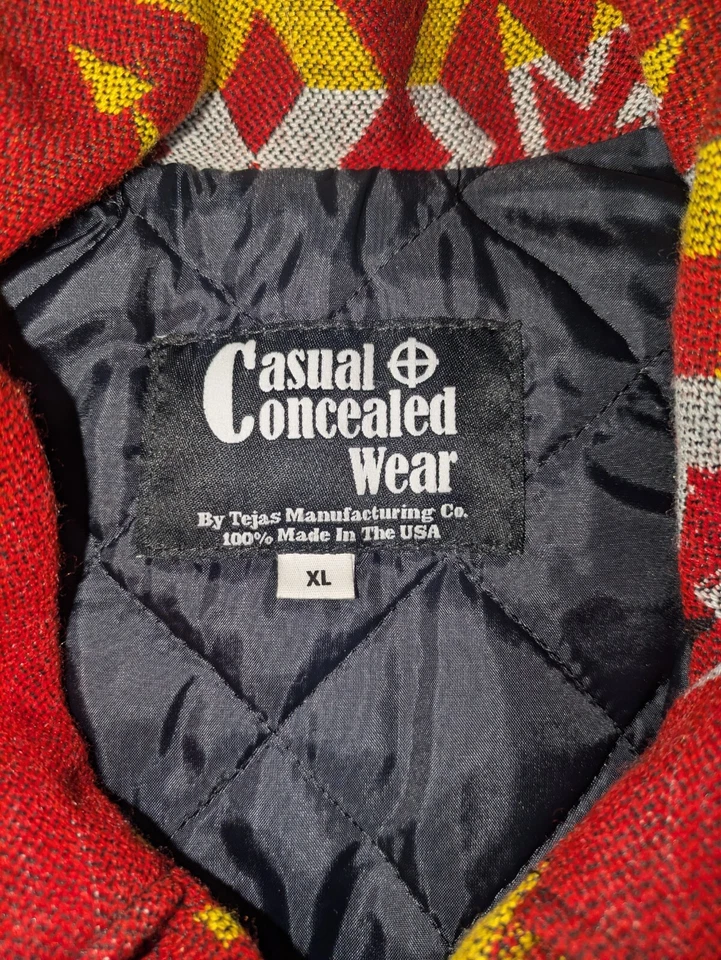 Casual
Concealed
Wear
By Tejas Manufacturing Co.
100% Made In The USA
XL